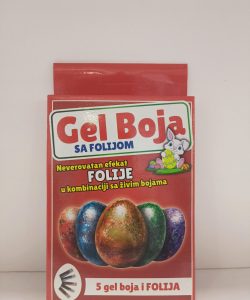 Gel Boja
SA FOLIJOM
Neverovatan efekat
FOLIJE
u kombinaciji sa živim bojama
5 gel boja i FOLIJA